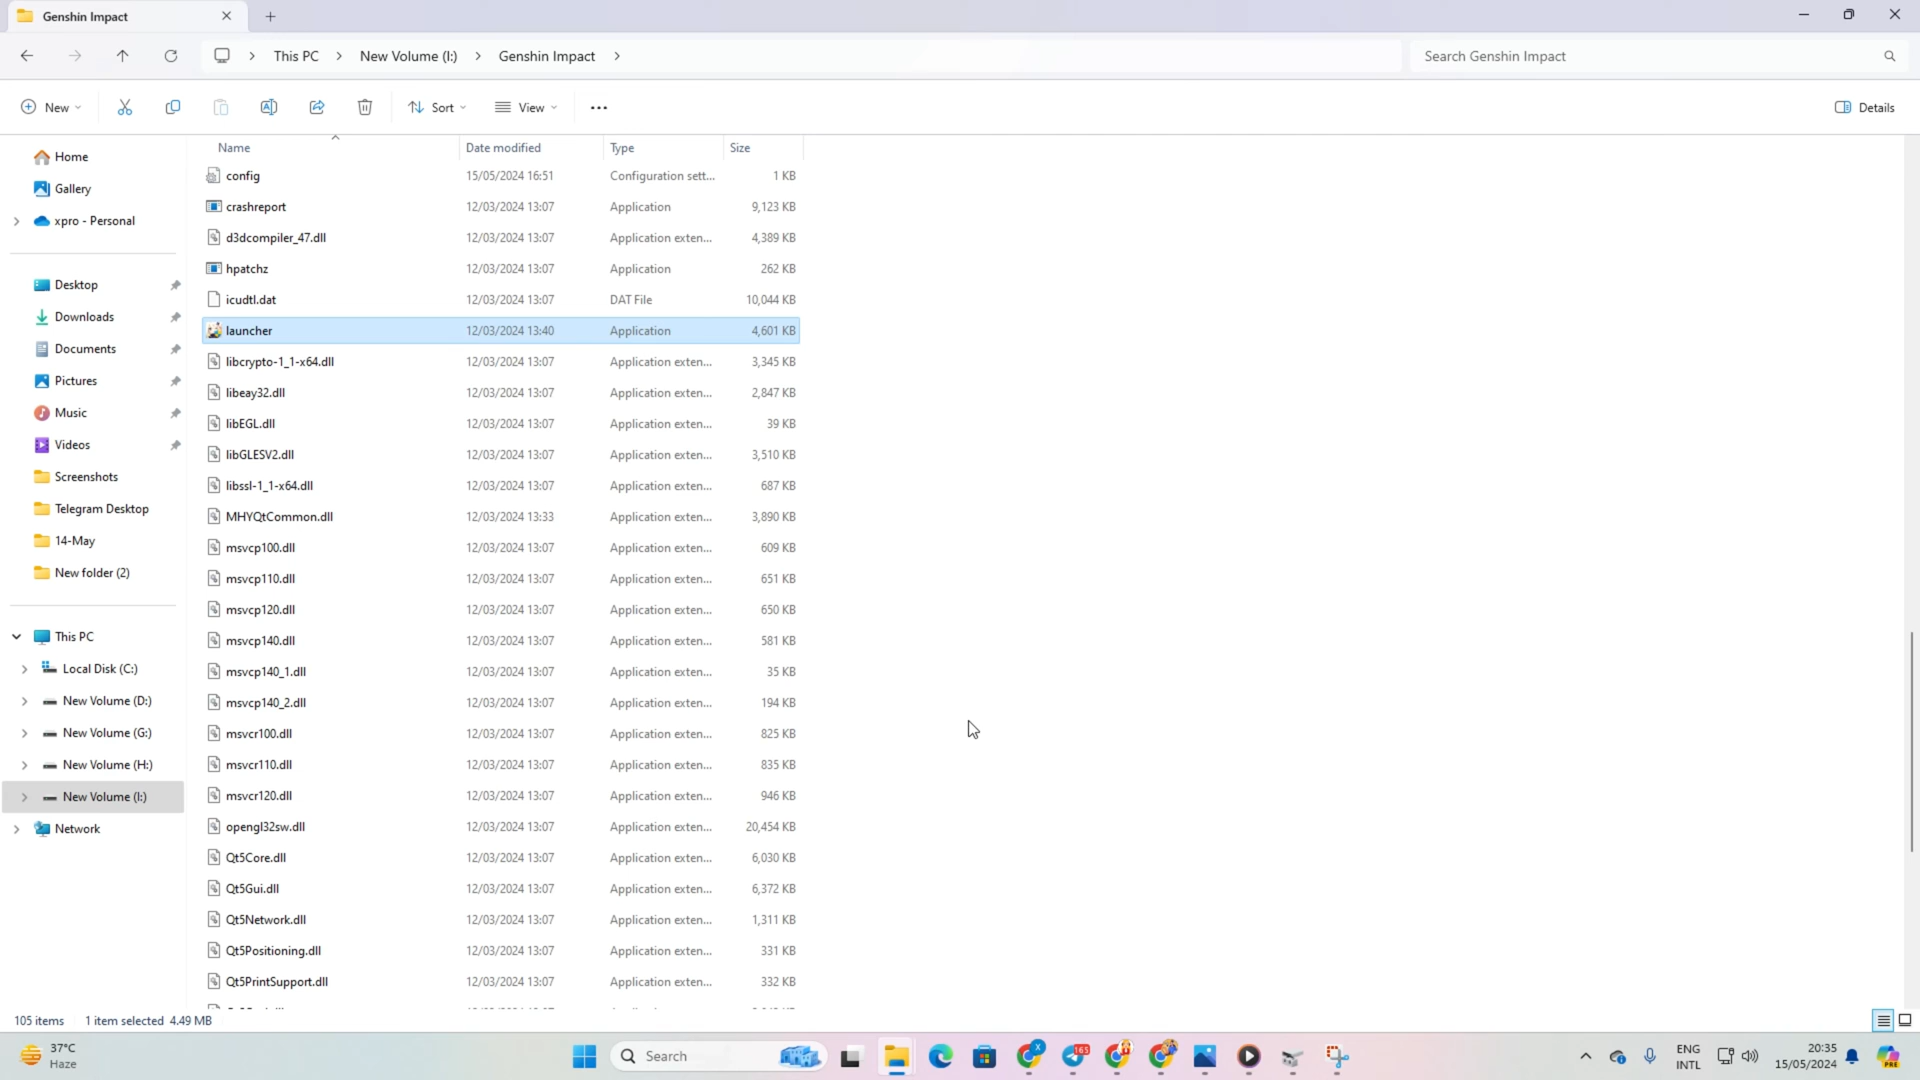 Genshin Impact
This PC > New Volume (I:) > Genshin Impact >
Search Genshin Impact
New
Sort
View
Details
Home
Gallery
xpro - Personal
Desktop
Downloads
Documents
Pictures
Music
Videos
Screenshots
Telegram Desktop
14-May
New folder (2)
This PC
Local Disk (C:)
New Volume (D:)
New Volume (G:)
New Volume (H:)
New Volume (I:)
Network
Name Date modified Type Size
config 15/05/2024 16:51 Configuration sett... 1 KB
crashreport 12/03/2024 13:07 Application 9,123 KB
d3dcompiler_47.dll 12/03/2024 13:07 Application exten... 4,389 KB
hpatchz 12/03/2024 13:07 Application 262 KB
icudtl.dat 12/03/2024 13:07 DAT File 10,044 KB
launcher 12/03/2024 13:40 Application 4,601 KB
libcrypto-1_1-x64.dll 12/03/2024 13:07 Application exten... 3,345 KB
libeay32.dll 12/03/2024 13:07 Application exten... 2,847 KB
libEGL.dll 12/03/2024 13:07 Application exten... 39 KB
libGLESV2.dll 12/03/2024 13:07 Application exten... 3,510 KB
libssl-1_1-x64.dll 12/03/2024 13:07 Application exten... 687 KB
MHYQtCommon.dll 12/03/2024 13:33 Application exten... 3,890 KB
msvcp100.dll 12/03/2024 13:07 Application exten... 609 KB
msvcp110.dll 12/03/2024 13:07 Application exten... 651 KB
msvcp120.dll 12/03/2024 13:07 Application exten... 650 KB
msvcp140.dll 12/03/2024 13:07 Application exten... 581 KB
msvcp140_1.dll 12/03/2024 13:07 Application exten... 35 KB
msvcp140_2.dll 12/03/2024 13:07 Application exten... 194 KB
msvcr100.dll 12/03/2024 13:07 Application exten... 825 KB
msvcr110.dll 12/03/2024 13:07 Application exten... 835 KB
msvcr120.dll 12/03/2024 13:07 Application exten... 946 KB
opengl32sw.dll 12/03/2024 13:07 Application exten... 20,454 KB
Qt5Core.dll 12/03/2024 13:07 Application exten... 6,030 KB
Qt5Gui.dll 12/03/2024 13:07 Application exten... 6,372 KB
Qt5Network.dll 12/03/2024 13:07 Application exten... 1,311 KB
Qt5Positioning.dll 12/03/2024 13:07 Application exten... 331 KB
Qt5PrintSupport.dll 12/03/2024 13:07 Application exten... 332 KB
105 items 1 item selected 4.49 MB
37°C
Haze
Search
X
165
ENG
INTL
20:35
15/05/2024
PRE